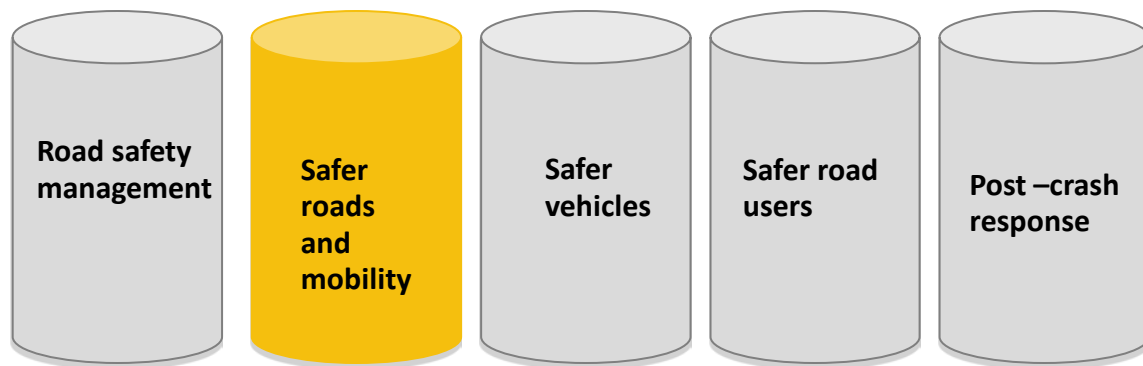 Road safety
management
Safer
roads
and
mobility
Safer
vehicles
Safer road
users
Post –crash
response